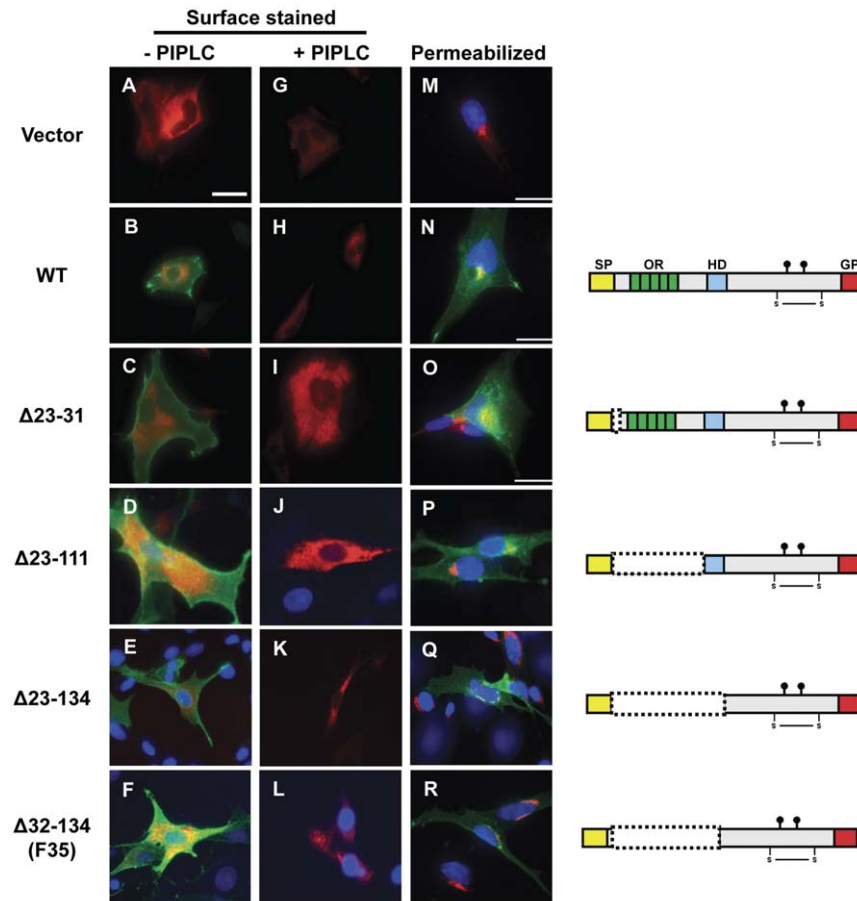 Surface stained
- PIPLC + PIPLC Permeabilized
Vector A G M
WT B H N
SP OR HD GP
s s
Δ23-31 C I O
s s
Δ23-111 D J P
s s
Δ23-134 E K Q
s s
Δ32-134
(F35) F L R
s s